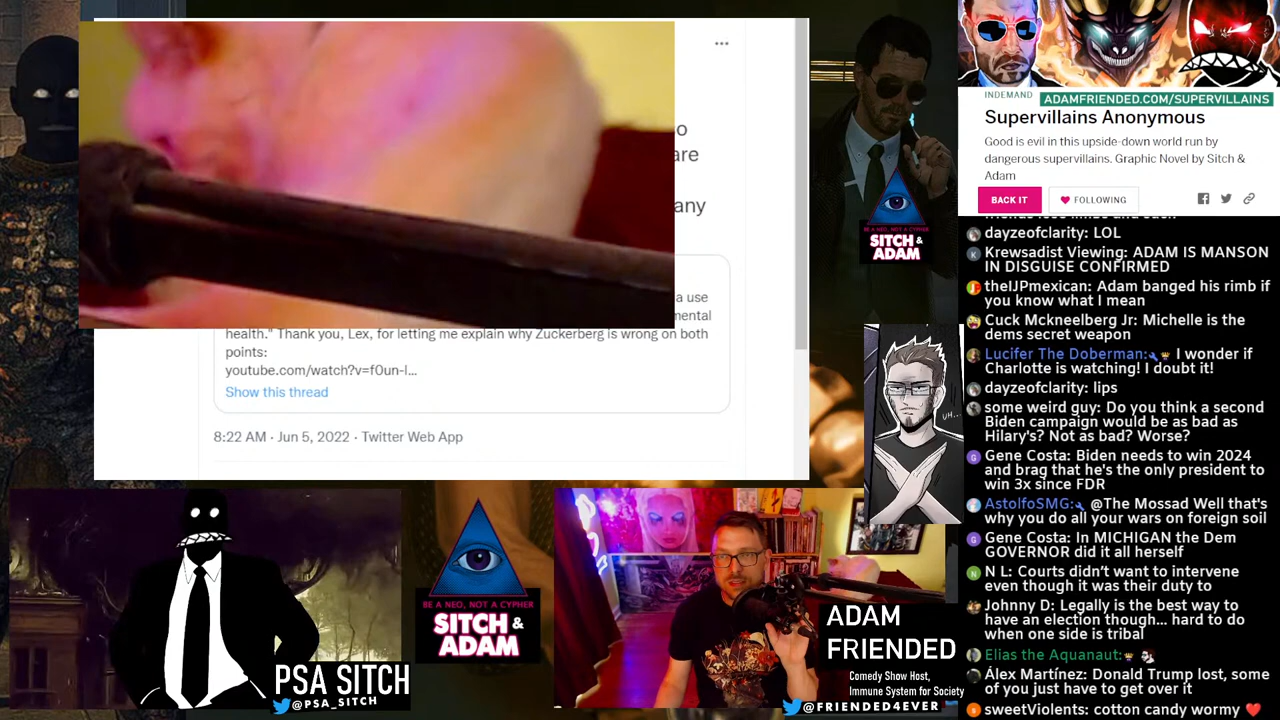 o
are
any
a use
mental
health." Thank you, Lex, for letting me explain why Zuckerberg is wrong on both
points:
youtube.com/watch?v=f0un-l...
Show this thread
8:22 AM · Jun 5, 2022 · Twitter Web App
BE A NEO, NOT A CYPHER
SITCH &
ADAM
UH...
PSA SITCH
@PSA_SITCH
BE A NEO, NOT A CYPHER
SITCH &
ADAM
ADAM
FRIENDED
Comedy Show Host,
Immune System for Society
@FRIENDED4EVER
INDEMAND
ADAMFRIENDED.COM/SUPERVILLAINS
Supervillains Anonymous
Good is evil in this upside-down world run by
dangerous supervillains. Graphic Novel by Sitch &
Adam
BACK IT
FOLLOWING
dayzeofclarity: LOL
K
Krewsadist Viewing: ADAM IS MANSON
IN DISGUISE CONFIRMED
theIJPmexican: Adam banged his rimb if
you know what I mean
Cuck Mckneelberg Jr: Michelle is the
dems secret weapon
Lucifer The Doberman: I wonder if
Charlotte is watching! I doubt it!
dayzeofclarity: lips
some weird guy: Do you think a second
Biden campaign would be as bad as
Hilary's? Not as bad? Worse?
G
Gene Costa: Biden needs to win 2024
and brag that he's the only president to
win 3x since FDR
AstolfoSMG: @The Mossad Well that's
why you do all your wars on foreign soil
G
Gene Costa: In MICHIGAN the Dem
GOVERNOR did it all herself
N
N L: Courts didn't want to intervene
even though it was their duty to
Johnny D: Legally is the best way to
have an election though... hard to do
when one side is tribal
Elias the Aquanaut:
Álex Martínez: Donald Trump lost, some
of you just have to get over it
S
sweetViolents: cotton candy wormy ❤️